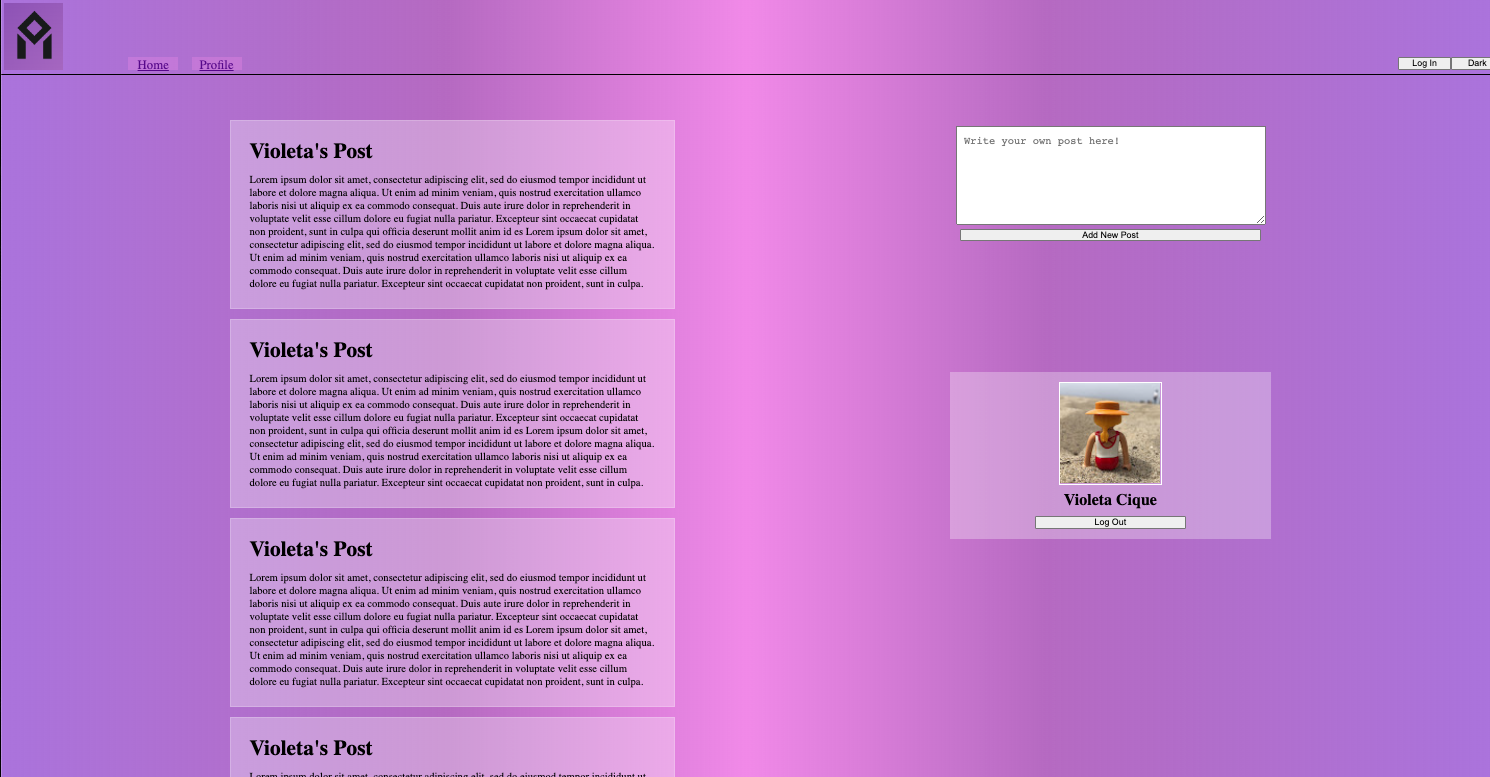 Home Profile Log In Dark
Violeta's Post
Lorem ipsum dolor sit amet, consectetur adipiscing elit, sed do eiusmod tempor incididunt ut
labore et dolore magna aliqua. Ut enim ad minim veniam, quis nostrud exercitation ullamco
laboris nisi ut aliquip ex ea commodo consequat. Duis aute irure dolor in reprehenderit in
voluptate velit esse cillum dolore eu fugiat nulla pariatur. Excepteur sint occaecat cupidatat
non proident, sunt in culpa qui officia deserunt mollit anim id es Lorem ipsum dolor sit amet,
consectetur adipiscing elit, sed do eiusmod tempor incididunt ut labore et dolore magna aliqua.
Ut enim ad minim veniam, quis nostrud exercitation ullamco laboris nisi ut aliquip ex ea
commodo consequat. Duis aute irure dolor in reprehenderit in voluptate velit esse cillum
dolore eu fugiat nulla pariatur. Excepteur sint occaecat cupidatat non proident, sunt in culpa.
Violeta's Post
Lorem ipsum dolor sit amet, consectetur adipiscing elit, sed do eiusmod tempor incididunt ut
labore et dolore magna aliqua. Ut enim ad minim veniam, quis nostrud exercitation ullamco
laboris nisi ut aliquip ex ea commodo consequat. Duis aute irure dolor in reprehenderit in
voluptate velit esse cillum dolore eu fugiat nulla pariatur. Excepteur sint occaecat cupidatat
non proident, sunt in culpa qui officia deserunt mollit anim id es Lorem ipsum dolor sit amet,
consectetur adipiscing elit, sed do eiusmod tempor incididunt ut labore et dolore magna aliqua.
Ut enim ad minim veniam, quis nostrud exercitation ullamco laboris nisi ut aliquip ex ea
commodo consequat. Duis aute irure dolor in reprehenderit in voluptate velit esse cillum
dolore eu fugiat nulla pariatur. Excepteur sint occaecat cupidatat non proident, sunt in culpa.
Violeta's Post
Lorem ipsum dolor sit amet, consectetur adipiscing elit, sed do eiusmod tempor incididunt ut
labore et dolore magna aliqua. Ut enim ad minim veniam, quis nostrud exercitation ullamco
laboris nisi ut aliquip ex ea commodo consequat. Duis aute irure dolor in reprehenderit in
voluptate velit esse cillum dolore eu fugiat nulla pariatur. Excepteur sint occaecat cupidatat
non proident, sunt in culpa qui officia deserunt mollit anim id es Lorem ipsum dolor sit amet,
consectetur adipiscing elit, sed do eiusmod tempor incididunt ut labore et dolore magna aliqua.
Ut enim ad minim veniam, quis nostrud exercitation ullamco laboris nisi ut aliquip ex ea
commodo consequat. Duis aute irure dolor in reprehenderit in voluptate velit esse cillum
dolore eu fugiat nulla pariatur. Excepteur sint occaecat cupidatat non proident, sunt in culpa.
Violeta's Post
Lorem ipsum dolor sit amet, consectetur adipiscing elit, sed do eiusmod tempor incididunt ut
Write your own post here!
Add New Post
Violeta Cique
Log Out